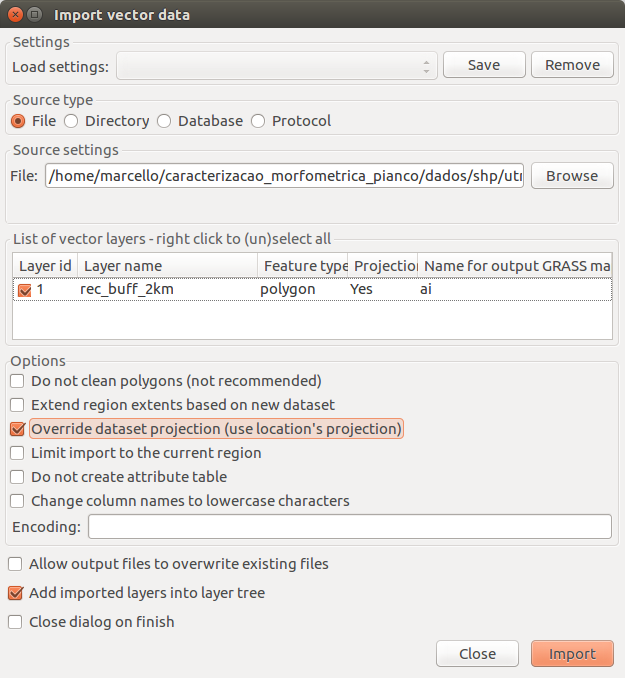 Import vector data
Settings
Load settings: Save Remove
Source type
File Directory Database Protocol
Source settings
File: /home/marcello/caracterizacao_morfometrica_pianco/dados/shp/utm Browse
List of vector layers - right click to (un)select all
Layer id Layer name Feature type Projection Name for output GRASS ma
1 rec_buff_2km polygon Yes ai
Options
Do not clean polygons (not recommended)
Extend region extents based on new dataset
Override dataset projection (use location's projection)
Limit import to the current region
Do not create attribute table
Change column names to lowercase characters
Encoding:
Allow output files to overwrite existing files
Add imported layers into layer tree
Close dialog on finish
Close Import